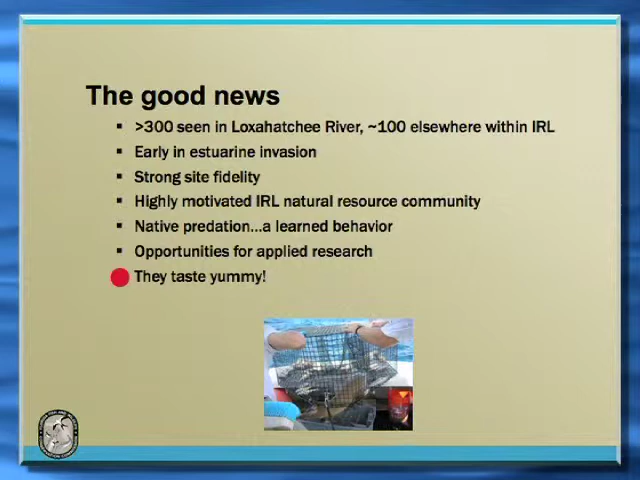 The good news
>300 seen in Loxahatchee River, ~100 elsewhere within IRL
Early in estuarine invasion
Strong site fidelity
Highly motivated IRL natural resource community
Native predation...a learned behavior
Opportunities for applied research
They taste yummy!